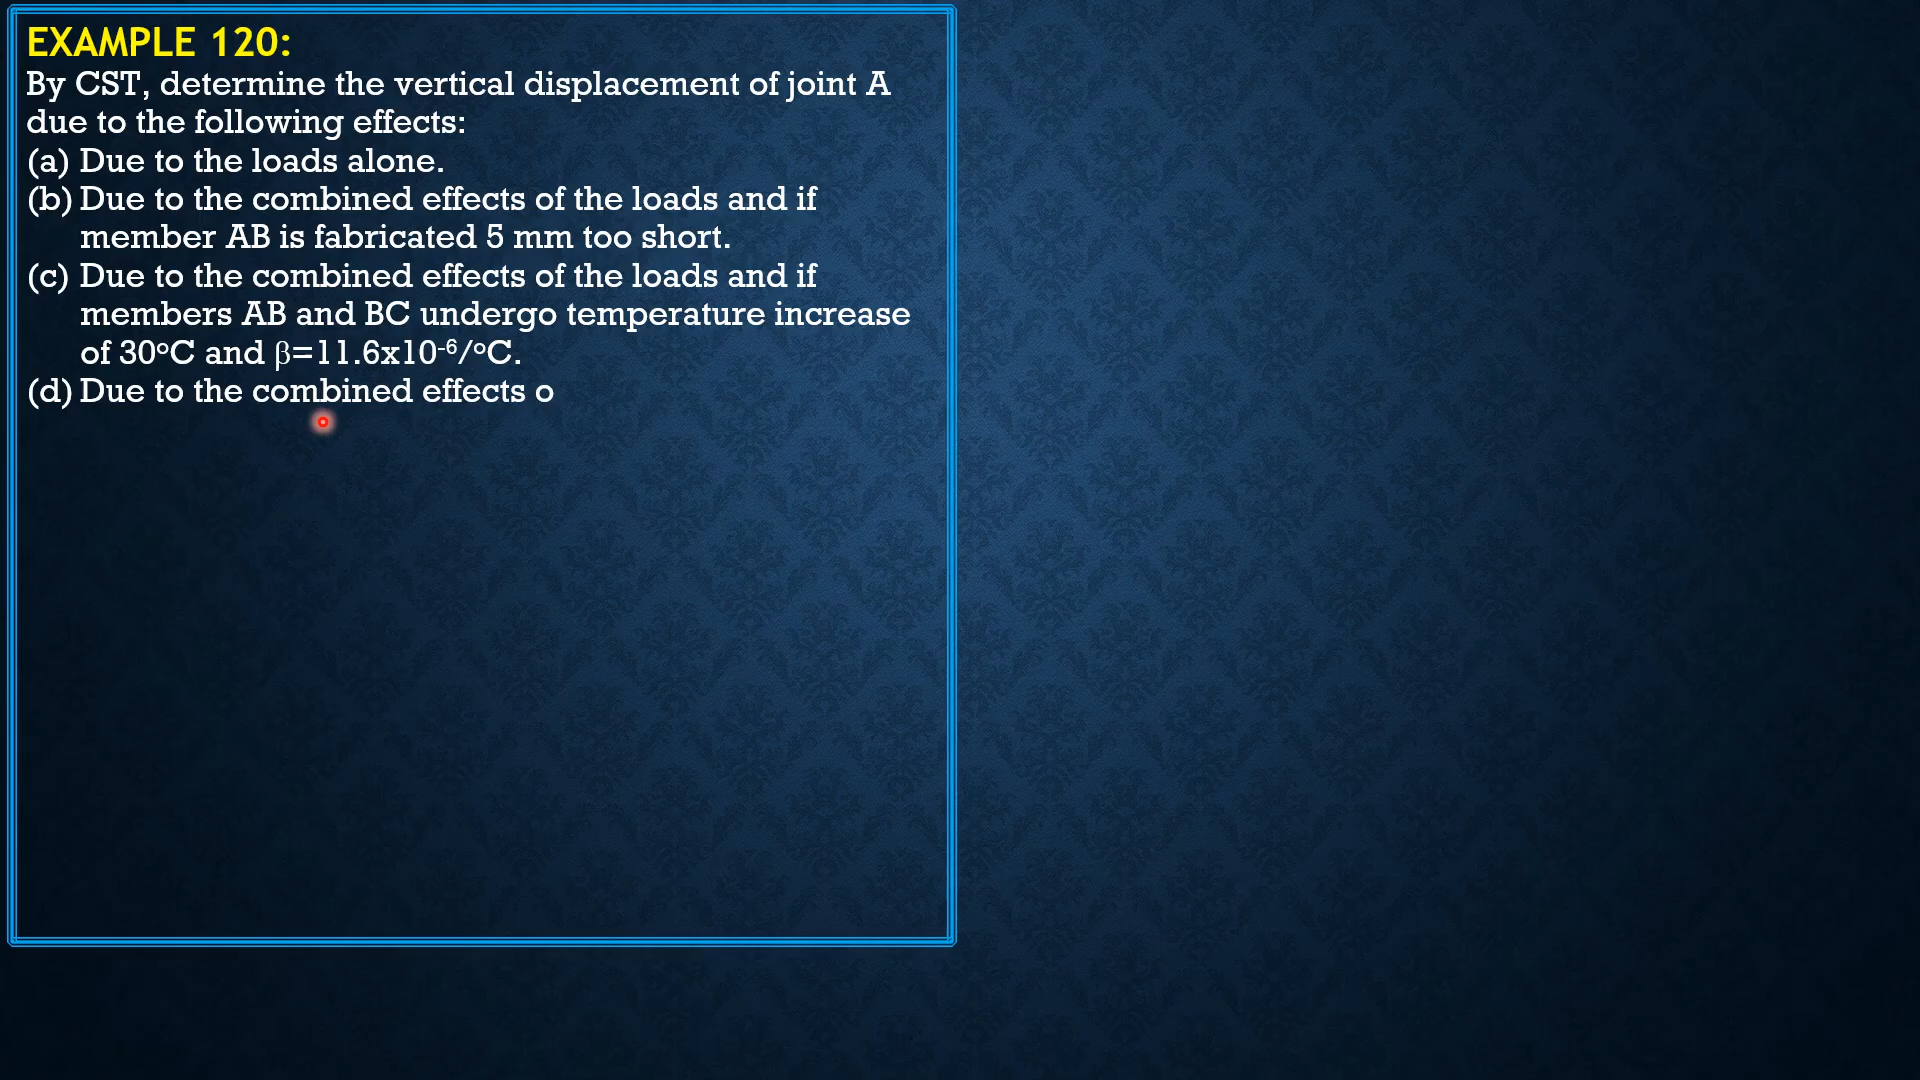 EXAMPLE 120:
By CST, determine the vertical displacement of joint A
due to the following effects:
(a) Due to the loads alone.
(b) Due to the combined effects of the loads and if
member AB is fabricated 5 mm too short.
(c) Due to the combined effects of the loads and if
members AB and BC undergo temperature increase
of 30°C and β=11.6x10⁻⁶/°C.
(d) Due to the combined effects o